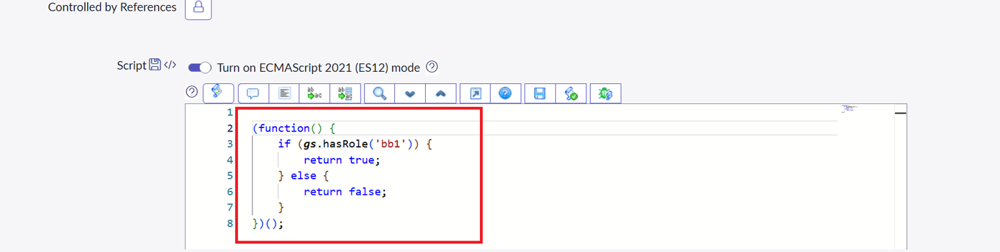 Controlled by References
Script </> Turn on ECMAScript 2021 (ES12) mode ?
1
2 (function() {
3 if (gs.hasRole('bb1')) {
4 return true;
5 } else {
6 return false;
7 }
8 })();